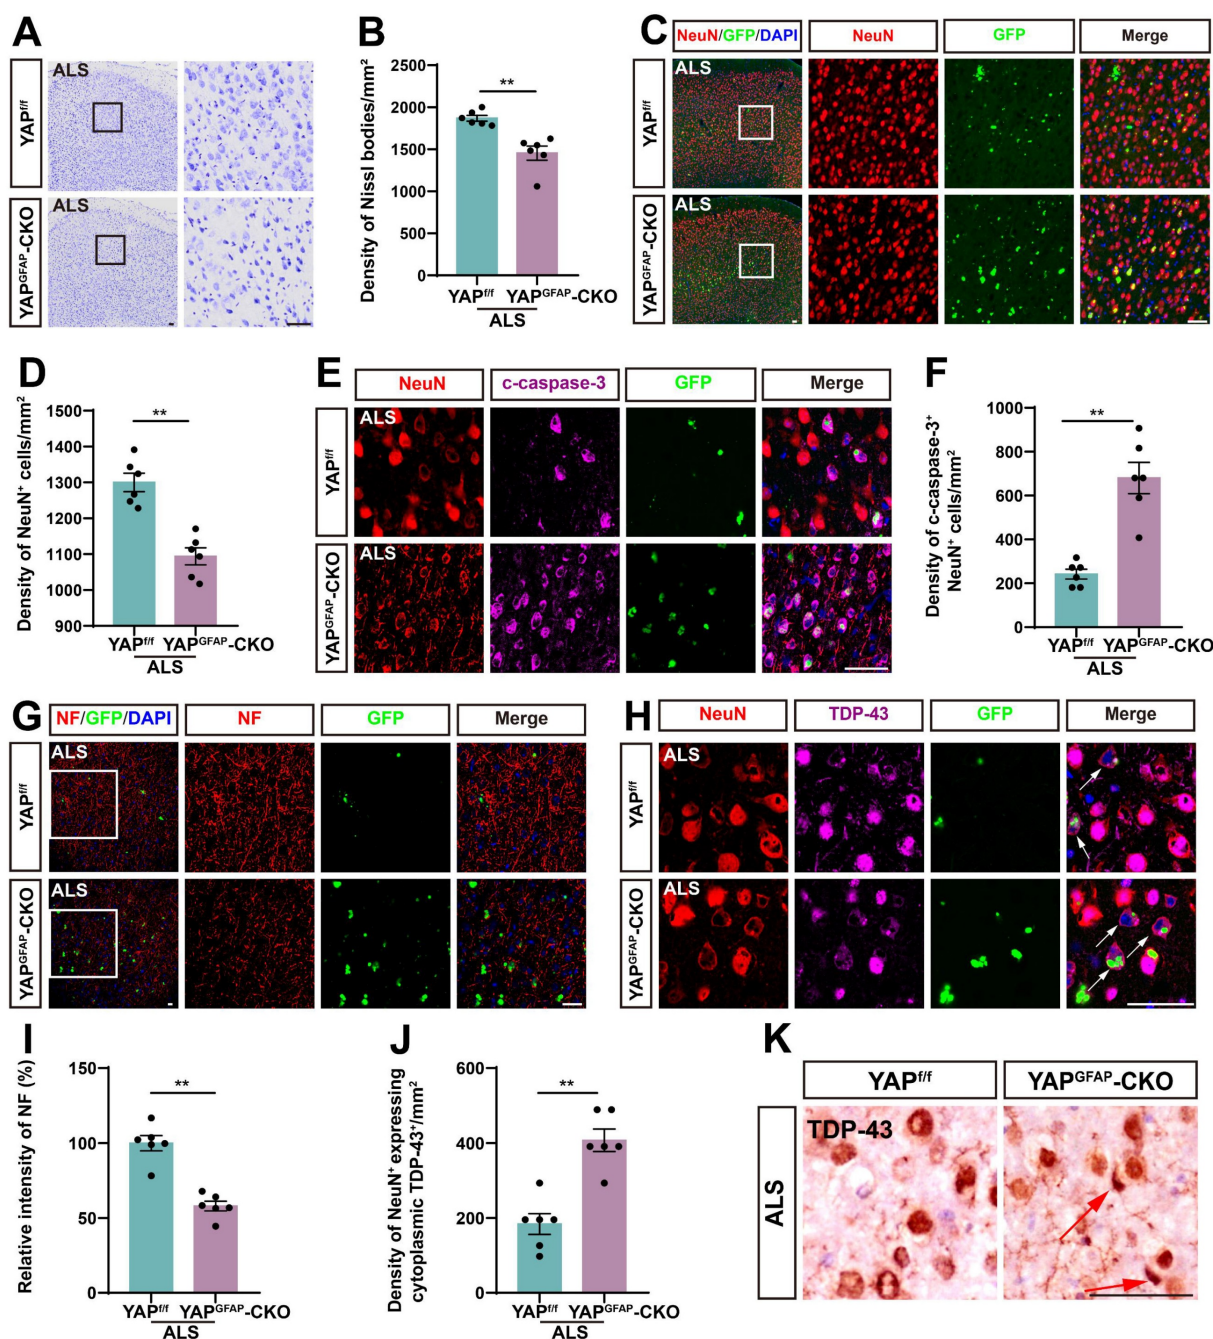 A
YAPf/f
ALS
YAPGFAP-CKO
ALS
B
Density of Nissl bodies/mm²
2500
2000
1500
1000
500
0
**
YAPf/f YAPGFAP-CKO
ALS
C
NeuN/GFP/DAPI NeuN GFP Merge
YAPf/f
ALS
YAPGFAP-CKO
ALS
D
Density of NeuN⁺ cells/mm²
1500
1400
1300
1200
1100
1000
900
**
YAPf/f YAPGFAP-CKO
ALS
E
NeuN c-caspase-3 GFP Merge
YAPf/f
ALS
YAPGFAP-CKO
ALS
F
Density of c-caspase-3⁺
NeuN⁺ cells/mm²
1000
800
600
400
200
0
**
YAPf/f YAPGFAP-CKO
ALS
G
NF/GFP/DAPI NF GFP Merge
YAPf/f
ALS
YAPGFAP-CKO
ALS
H
NeuN TDP-43 GFP Merge
YAPf/f
ALS
YAPGFAP-CKO
ALS
I
Relative intensity of NF (%)
150
100
50
0
**
YAPf/f YAPGFAP-CKO
ALS
J
Density of NeuN⁺ expressing
cytoplasmic TDP-43⁺/mm²
600
400
200
0
**
YAPf/f YAPGFAP-CKO
ALS
K
YAPf/f YAPGFAP-CKO
ALS
TDP-43